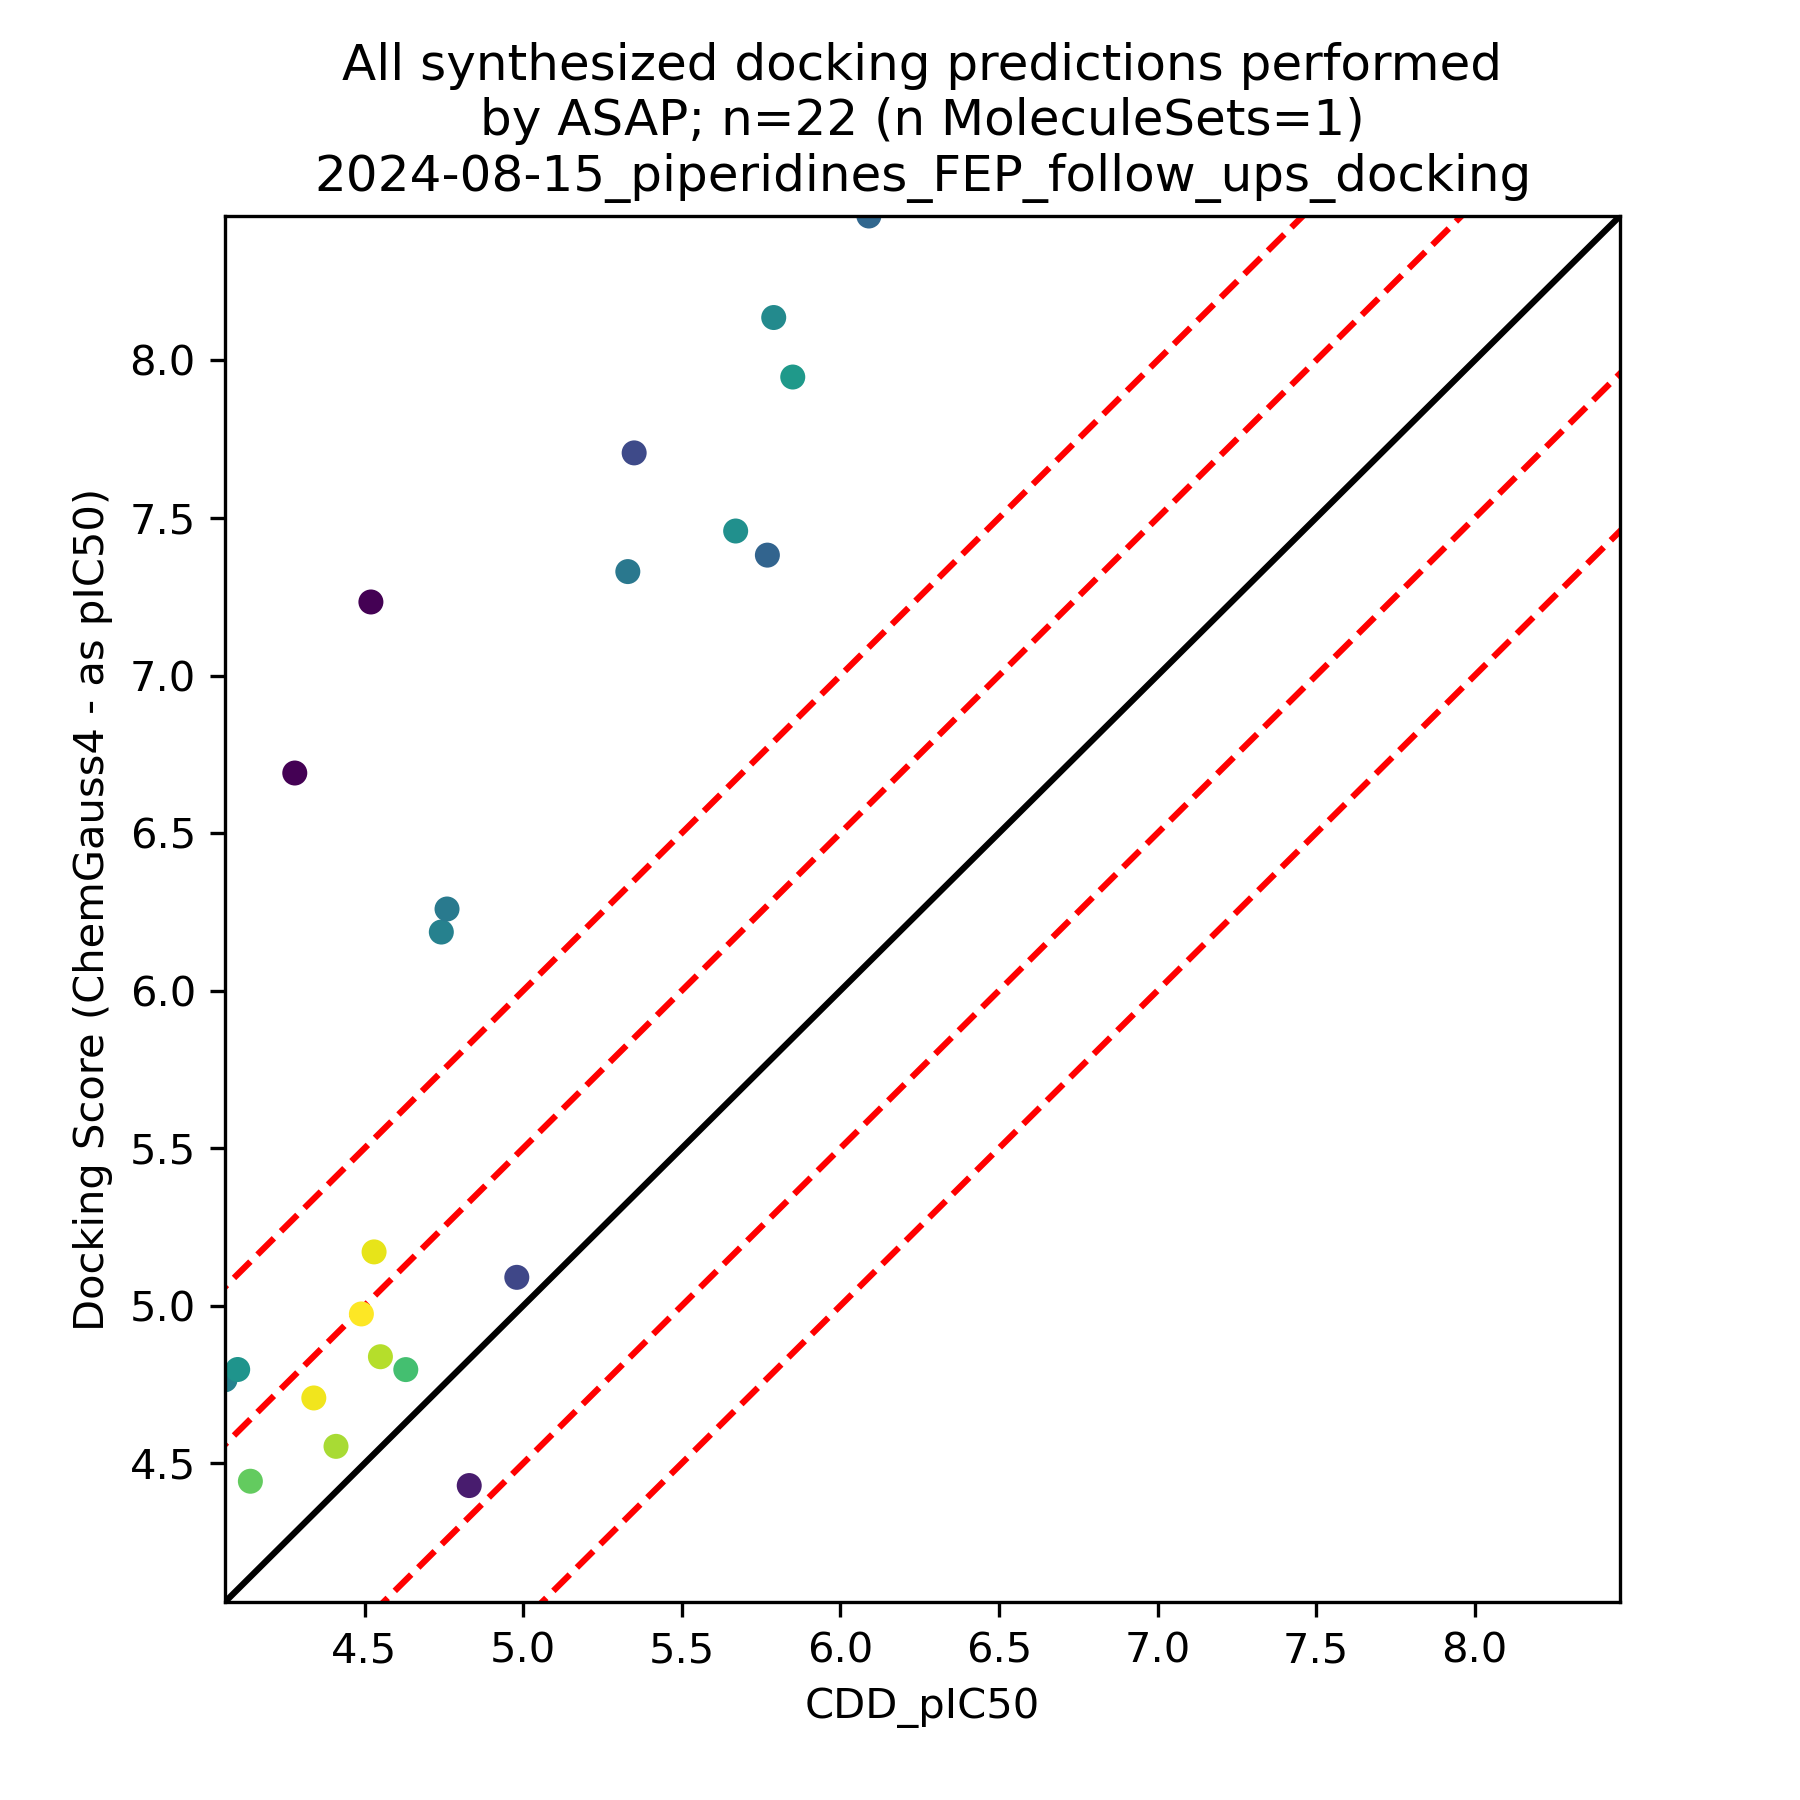 All synthesized docking predictions performed
by ASAP; n=22 (n MoleculeSets=1)
2024-08-15_piperidines_FEP_follow_ups_docking
Docking Score (ChemGauss4 - as pIC50)
8.0
7.5
7.0
6.5
6.0
5.5
5.0
4.5
4.5 5.0 5.5 6.0 6.5 7.0 7.5 8.0
CDD_pIC50